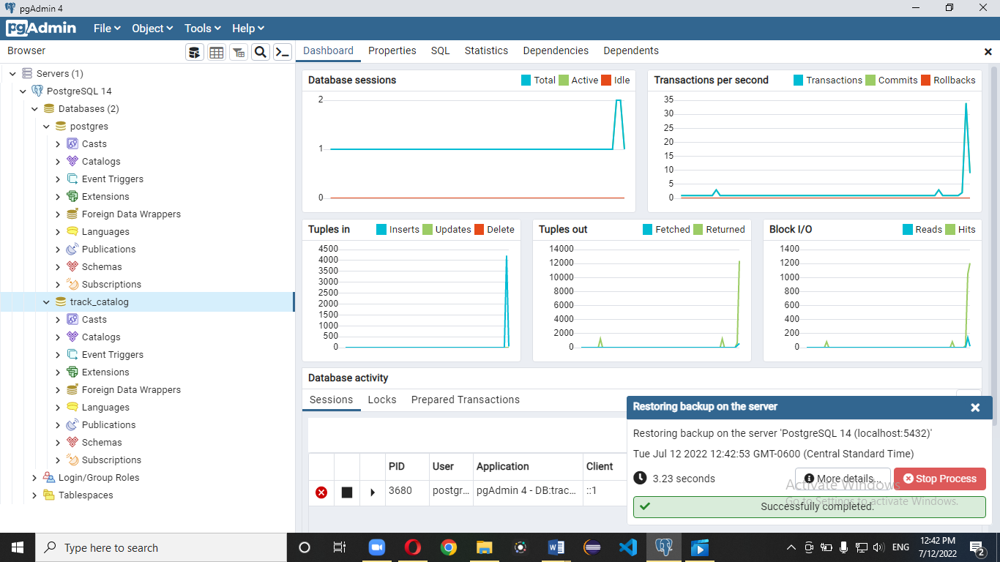 pgAdmin 4
pgAdmin File Object Tools Help
Browser
Dashboard Properties SQL Statistics Dependencies Dependents
Servers (1)
PostgreSQL 14
Databases (2)
postgres
Casts
Catalogs
Event Triggers
Extensions
Foreign Data Wrappers
Languages
Publications
Schemas
Subscriptions
track_catalog
Casts
Catalogs
Event Triggers
Extensions
Foreign Data Wrappers
Languages
Publications
Schemas
Subscriptions
Login/Group Roles
Tablespaces
Database sessions Total Active Idle
2
1
0
Transactions per second Transactions Commits Rollbacks
35
30
25
20
15
10
5
0
Tuples in Inserts Updates Delete
4500
4000
3500
3000
2500
2000
1500
1000
500
0
Tuples out Fetched Returned
14000
12000
10000
8000
6000
4000
2000
0
Block I/O Reads Hits
1400
1200
1000
800
600
400
200
0
Database activity
Sessions Locks Prepared Transactions
PID User Application Client
3680 postgr... pgAdmin 4 - DB:trac... ::1
Restoring backup on the server
Restoring backup on the server 'PostgreSQL 14 (localhost:5432)'
Tue Jul 12 2022 12:42:53 GMT-0600 (Central Standard Time)
3.23 seconds More details... Stop Process
Successfully completed.
Activate Windows
Go to Settings to activate Windows.
Type here to search
ENG
12:42 PM
7/12/2022
2